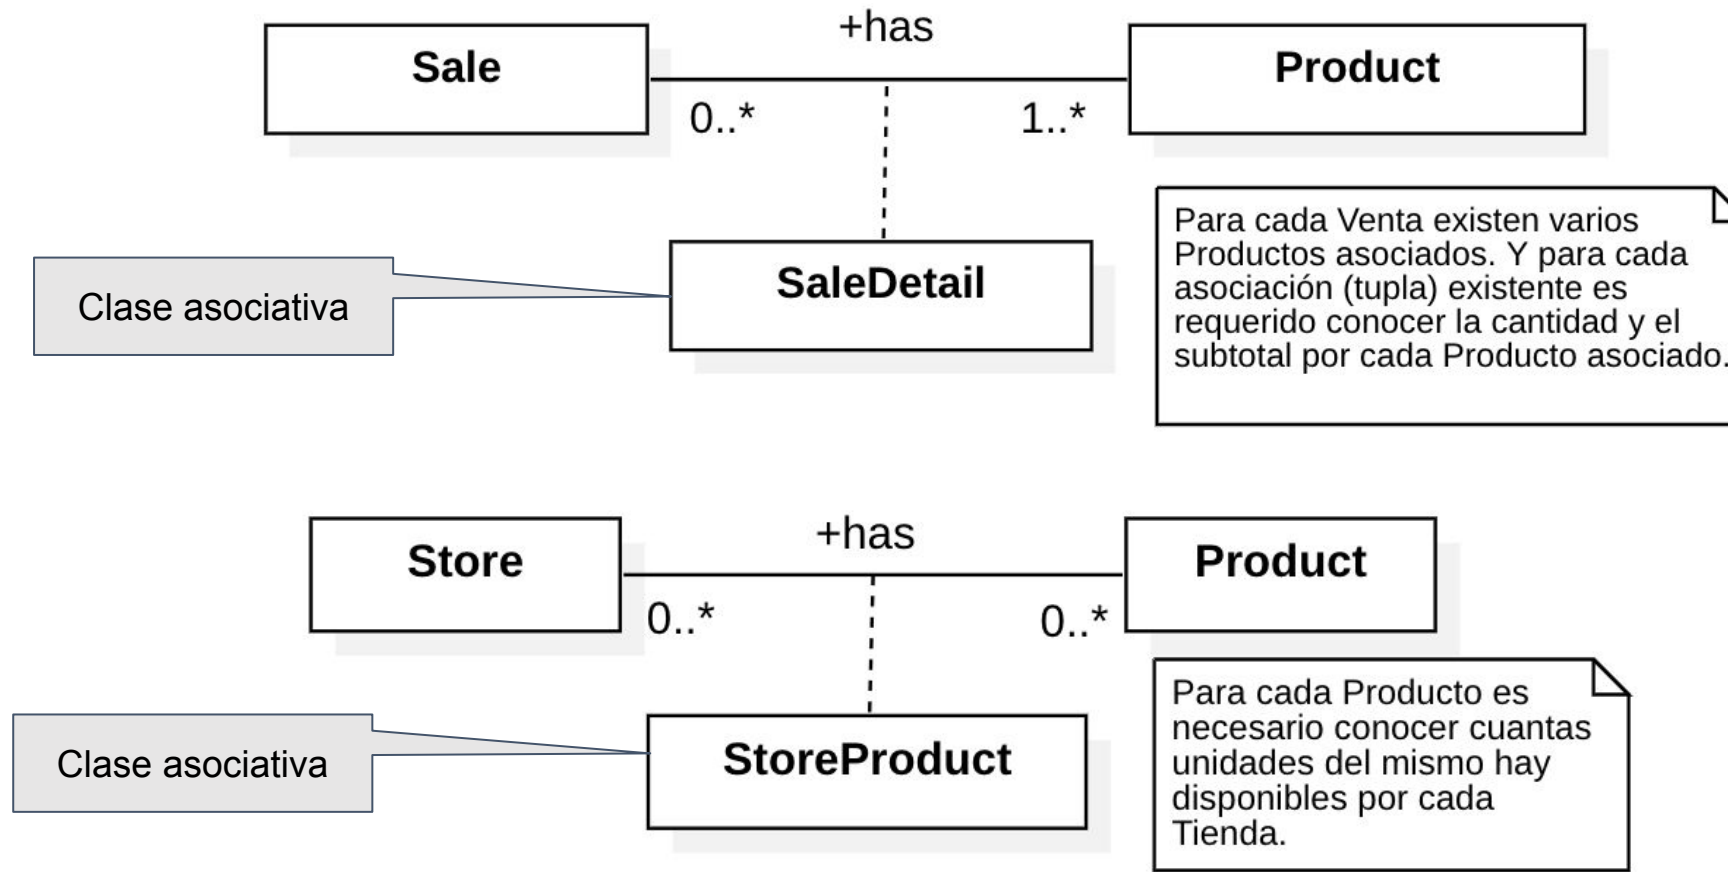 +has
Sale
Product
0..*
1..*
SaleDetail
Clase asociativa
Para cada Venta existen varios
Productos asociados. Y para cada
asociación (tupla) existente es
requerido conocer la cantidad y el
subtotal por cada Producto asociado.
+has
Store
Product
0..*
0..*
StoreProduct
Clase asociativa
Para cada Producto es
necesario conocer cuantas
unidades del mismo hay
disponibles por cada
Tienda.